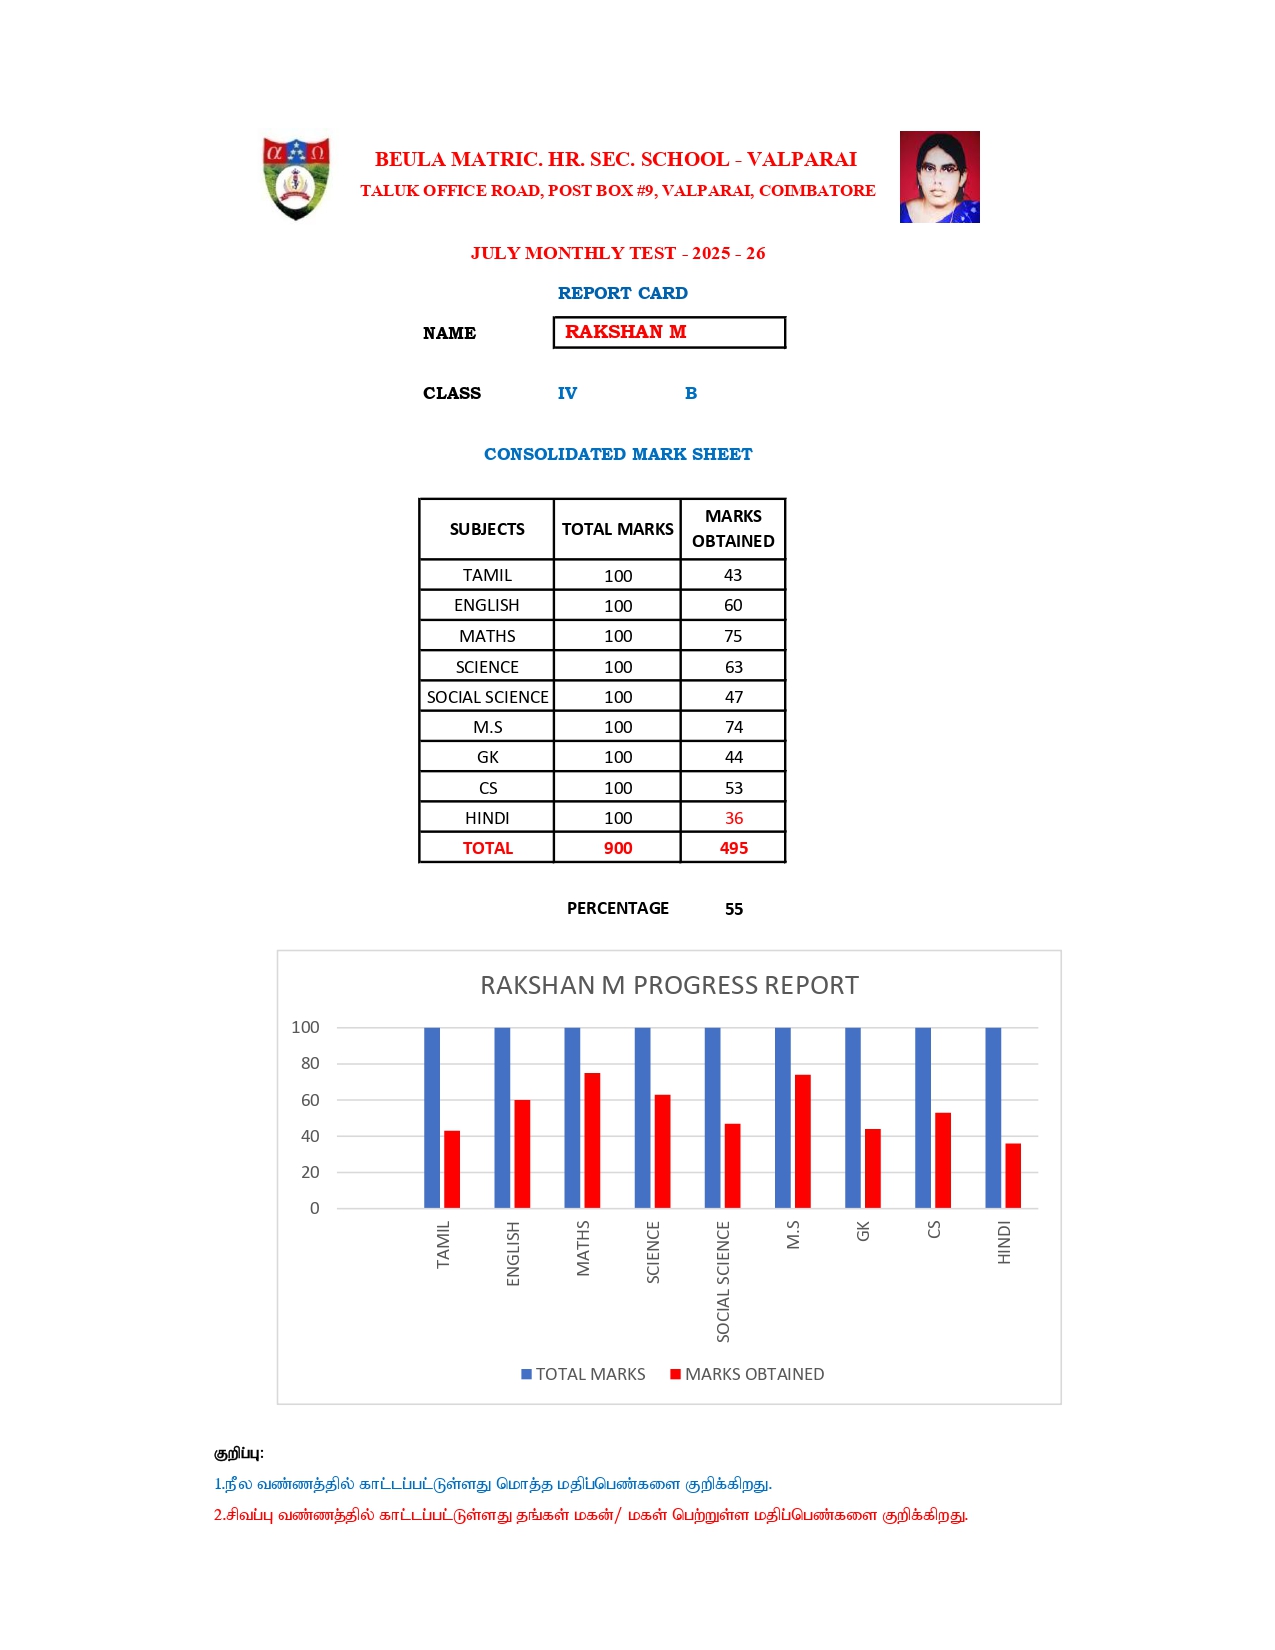 α Ω
BEULA MATRIC. HR. SEC. SCHOOL - VALPARAI
TALUK OFFICE ROAD, POST BOX #9, VALPARAI, COIMBATORE
JULY MONTHLY TEST - 2025 - 26
REPORT CARD
NAME RAKSHAN M
CLASS IV B
CONSOLIDATED MARK SHEET
SUBJECTS TOTAL MARKS MARKS OBTAINED
TAMIL 100 43
ENGLISH 100 60
MATHS 100 75
SCIENCE 100 63
SOCIAL SCIENCE 100 47
M.S 100 74
GK 100 44
CS 100 53
HINDI 100 36
TOTAL 900 495
PERCENTAGE 55
RAKSHAN M PROGRESS REPORT
100
80
60
40
20
0
TAMIL ENGLISH MATHS SCIENCE SOCIAL SCIENCE M.S GK CS HINDI
TOTAL MARKS MARKS OBTAINED
குறிப்பு:
1.நீல வண்ணத்தில் காட்டப்பட்டுள்ளது மொத்த மதிப்பெண்களை குறிக்கிறது.
2.சிவப்பு வண்ணத்தில் காட்டப்பட்டுள்ளது தங்கள் மகன்/ மகள் பெற்றுள்ள மதிப்பெண்களை குறிக்கிறது.